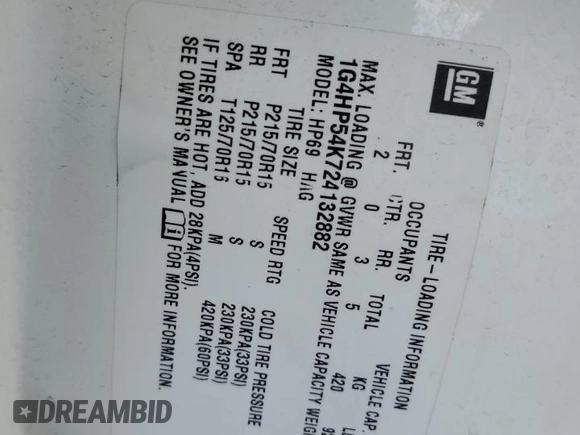 GM ®
TIRE-LOADING INFORMATION
OCCUPANTS VEHICLE CAP.
FRT. CTR. RR. TOTAL KG
2 0 3 5 420
MAX. LOADING @ GVWR SAME AS VEHICLE CAPACITY
1G4HP54K724132882
MODEL: HP69
TIRE SIZE SPEED RTG COLD TIRE PRESSURE
FRT P215/70R15 S 230KPA(33PSI)
RR P215/70R15 S 230KPA(33PSI)
SPA T125/70R15 M 420KPA(60PSI)
IF TIRES ARE HOT, ADD 28KPA(4PSI).
SEE OWNER'S MANUAL i FOR MORE INFORMATION.
DREAMBID